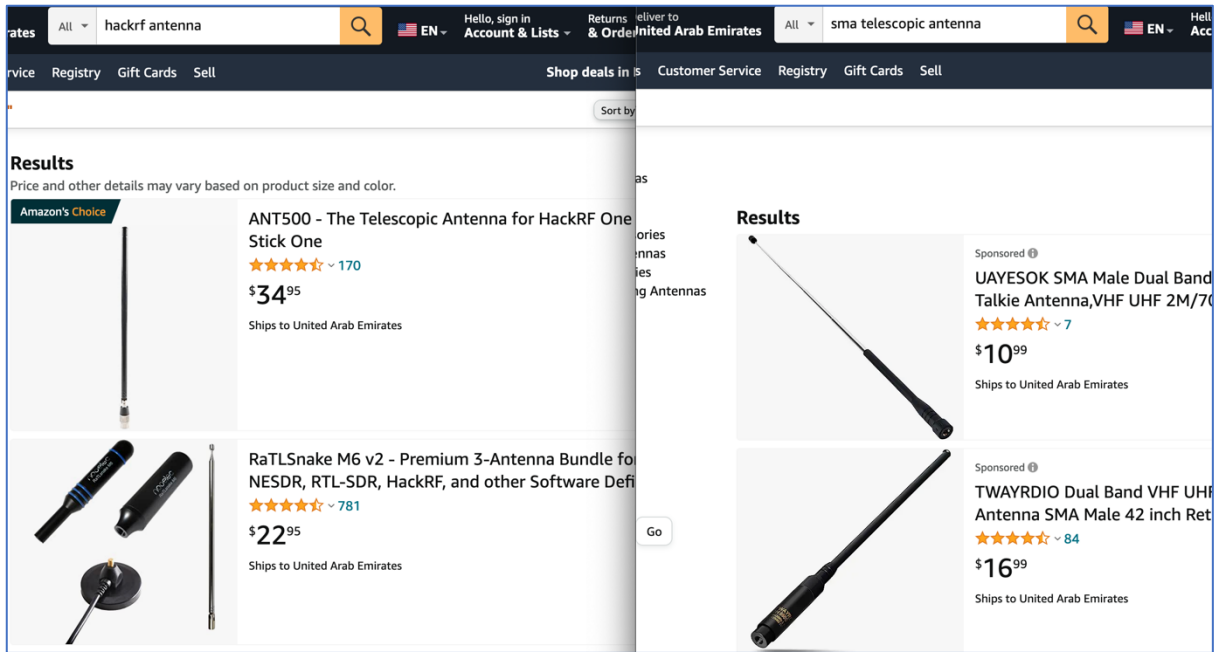 rates
All
hackrf antenna
EN
Hello, sign in
Account & Lists
Returns
& Order
rvice
Registry
Gift Cards
Sell
Shop deals in
Sort by
Results
Price and other details may vary based on product size and color.
Amazon's Choice
ANT500 - The Telescopic Antenna for HackRF One
Stick One
170
$34 95
Ships to United Arab Emirates
RaTLSnake M6 v2 - Premium 3-Antenna Bundle fo
NESDR, RTL-SDR, HackRF, and other Software Defi
781
$22 95
Ships to United Arab Emirates
eliver to
United Arab Emirates
All
sma telescopic antenna
EN
Hell
Acc
s
Customer Service
Registry
Gift Cards
Sell
as
ories
ennas
ies
ng Antennas
Go
Results
Sponsored
UAYESOK SMA Male Dual Band
Talkie Antenna,VHF UHF 2M/70
7
$10 99
Ships to United Arab Emirates
Sponsored
TWAYRDIO Dual Band VHF UHF
Antenna SMA Male 42 inch Ret
84
$16 99
Ships to United Arab Emirates